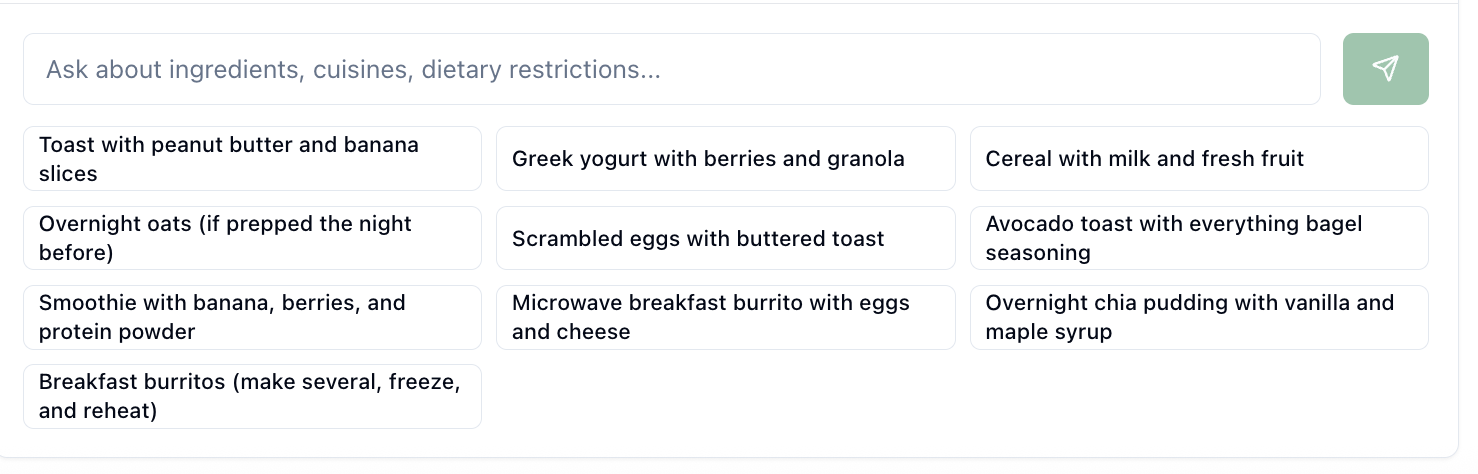 Ask about ingredients, cuisines, dietary restrictions...
Toast with peanut butter and banana
slices
Greek yogurt with berries and granola
Cereal with milk and fresh fruit
Overnight oats (if prepped the night
before)
Scrambled eggs with buttered toast
Avocado toast with everything bagel
seasoning
Smoothie with banana, berries, and
protein powder
Microwave breakfast burrito with eggs
and cheese
Overnight chia pudding with vanilla and
maple syrup
Breakfast burritos (make several, freeze,
and reheat)